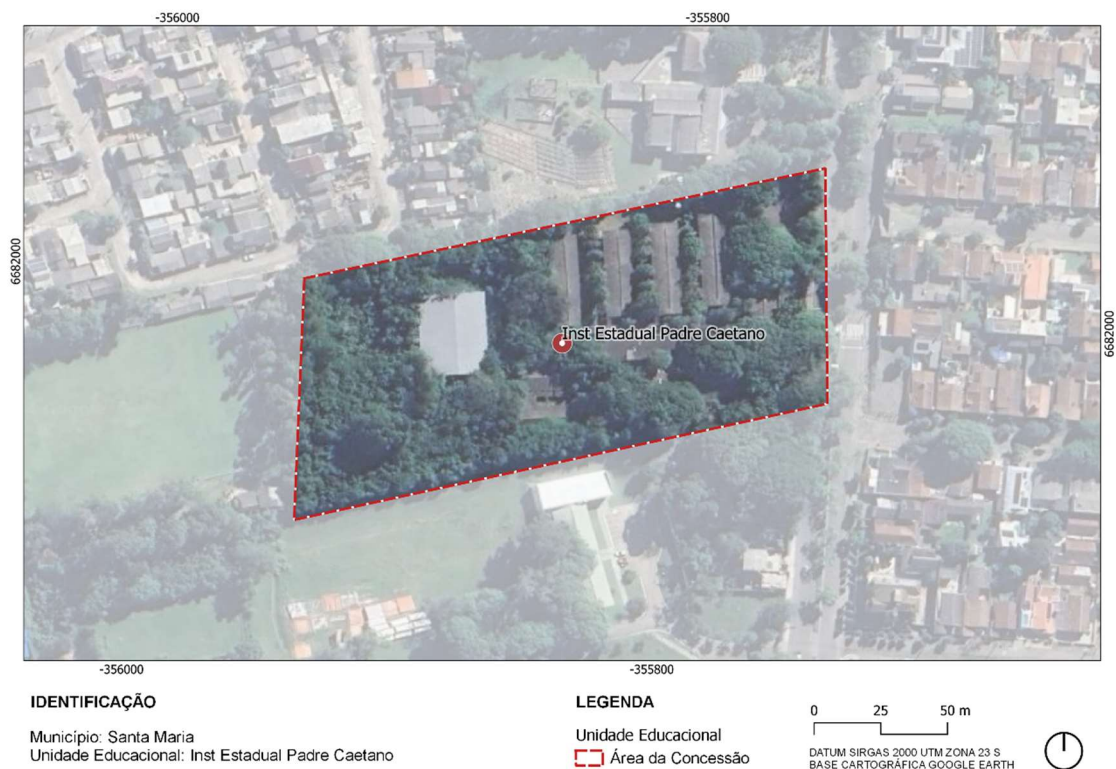 -356000
-355800
6682000
6682000
Inst Estadual Padre Caetano
-356000
-355800
IDENTIFICAÇÃO
Município: Santa Maria
Unidade Educacional: Inst Estadual Padre Caetano
LEGENDA
Unidade Educacional
Área da Concessão
0 25 50 m
DATUM SIRGAS 2000 UTM ZONA 23 S
BASE CARTOGRÁFICA GOOGLE EARTH